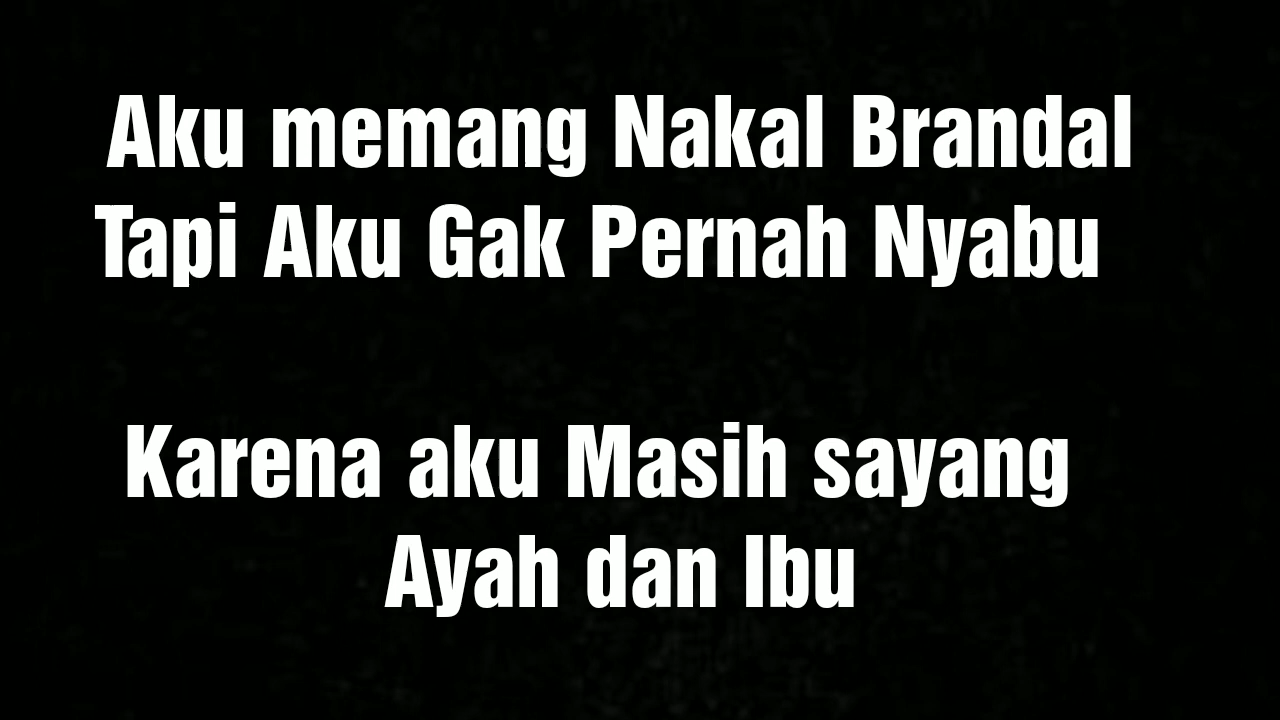 Aku memang Nakal Brandal
Tapi Aku Gak Pernah Nyabu
Karena aku Masih sayang
Ayah dan Ibu